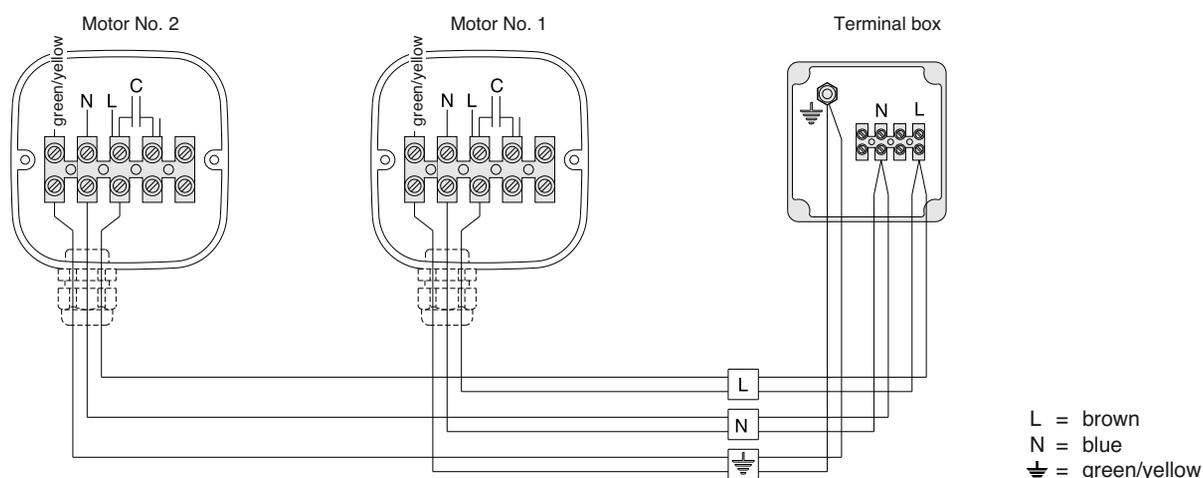 Motor No. 2
Motor No. 1
Terminal box
green/yellow
N
L
C
green/yellow
N
L
C
N
L
L
N
L = brown
N = blue
⏚ = green/yellow